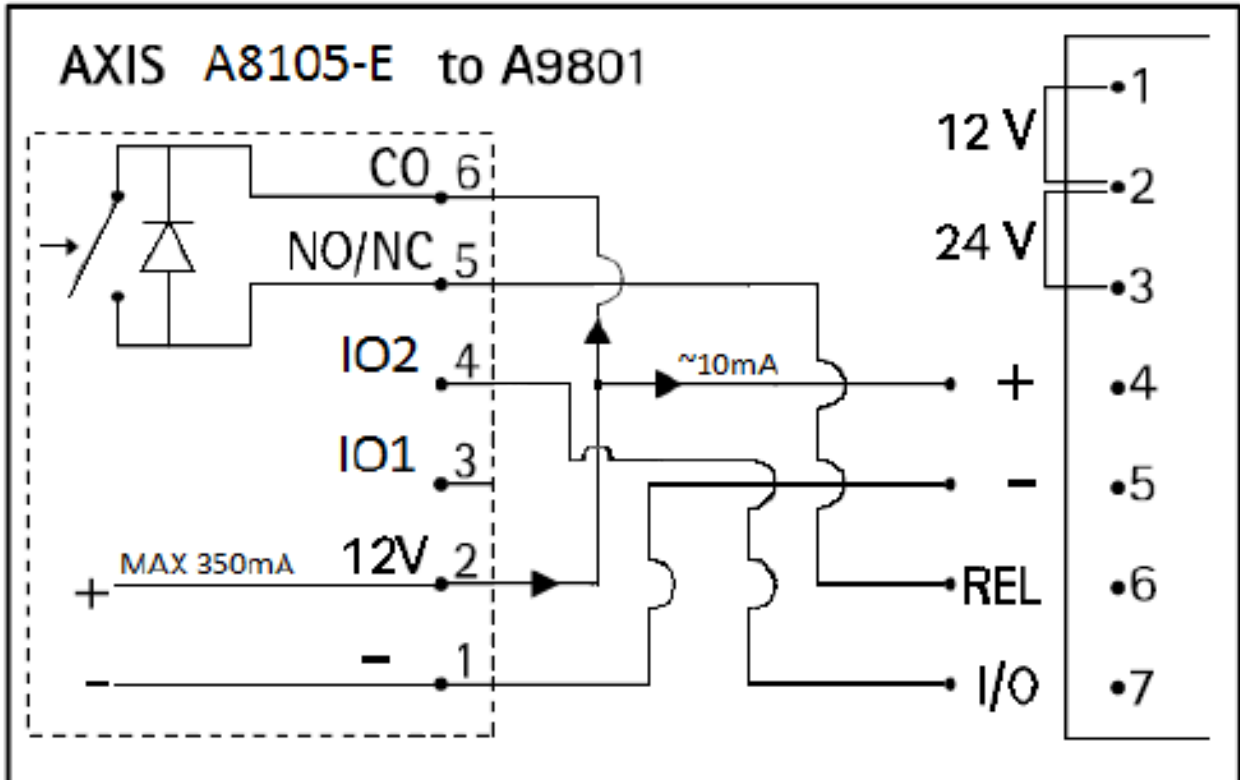 AXIS A8105-E to A9801
CO 6
NO/NC 5
IO2 4
IO1 3
MAX 350mA 12V 2
+
- - 1
~10mA
12 V
24 V
•1
•2
•3
+ •4
- •5
REL •6
I/O •7